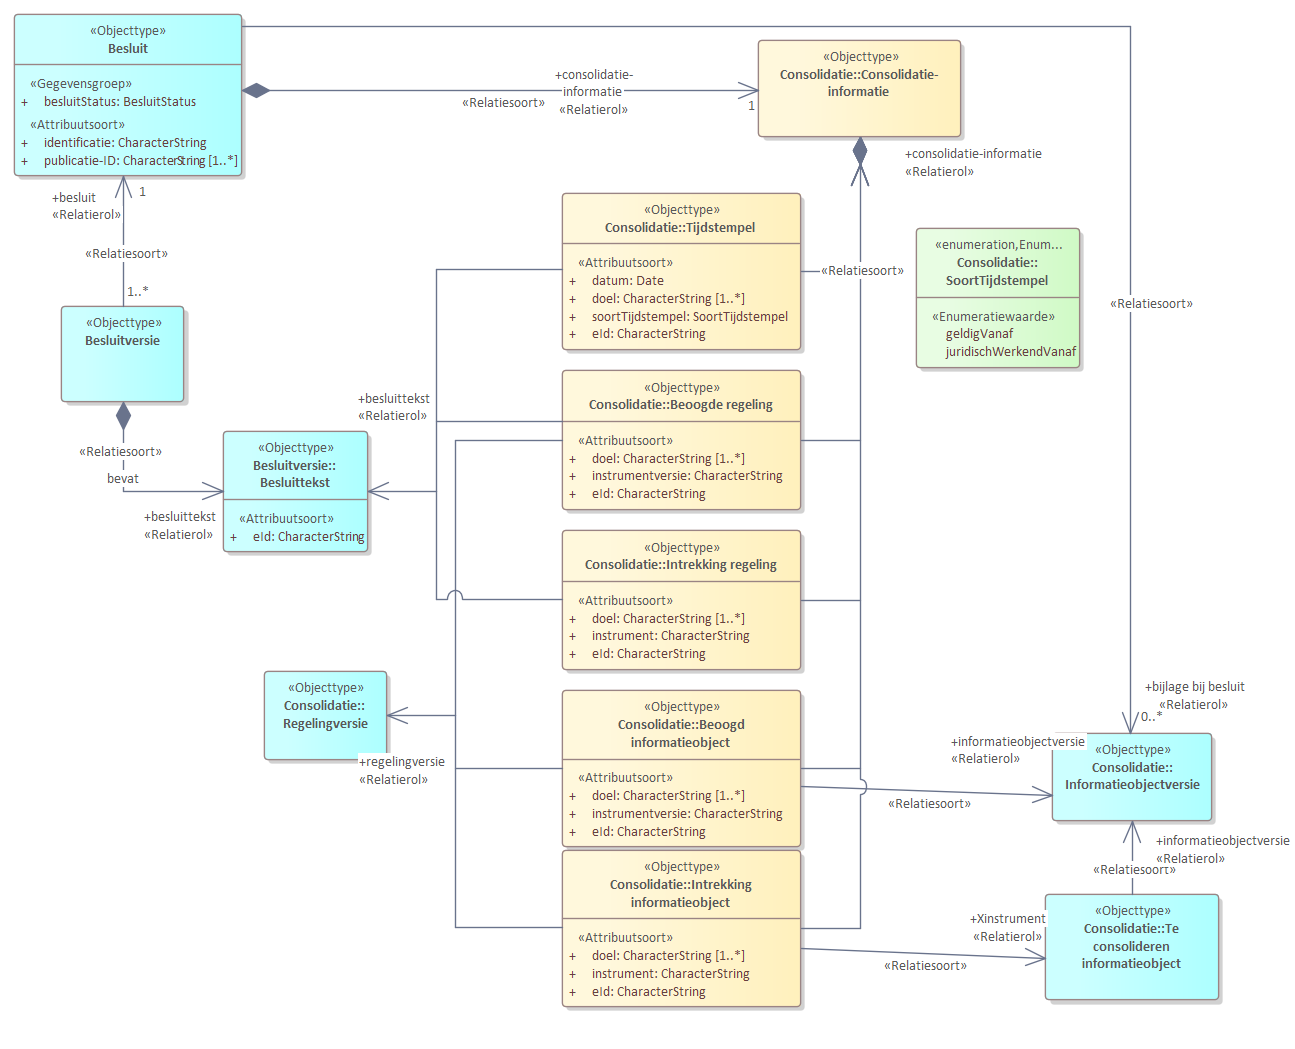 «Objecttype»
Besluit
«Gegevensgroep»
+ besluitStatus: BesluitStatus
«Attribuutsoort»
+ identificatie: CharacterString
+ publicatie-ID: CharacterString [1..*]
+consolidatie-
informatie
«Relatierol»
«Relatiesoort»
1
«Objecttype»
Consolidatie::Consolidatie-
informatie
+consolidatie-informatie
«Relatierol»
+besluit
«Relatierol»
1
«Relatiesoort»
1..*
«Objecttype»
Besluitversie
«Relatiesoort»
bevat
+besluittekst
«Relatierol»
«Objecttype»
Besluitversie::
Besluittekst
«Attribuutsoort»
+ eId: CharacterString
+besluittekst
«Relatierol»
«Objecttype»
Consolidatie::Tijdstempel
«Attribuutsoort»
+ datum: Date
+ doel: CharacterString [1..*]
+ soortTijdstempel: SoortTijdstempel
+ eId: CharacterString
«Relatiesoort»
«enumeration,Enum...
Consolidatie::
SoortTijdstempel
«Enumeratiewaarde»
geldigVanaf
juridischWerkendVanaf
«Relatiesoort»
«Objecttype»
Consolidatie::Beoogde regeling
«Attribuutsoort»
+ doel: CharacterString [1..*]
+ instrumentversie: CharacterString
+ eId: CharacterString
«Objecttype»
Consolidatie::Intrekking regeling
«Attribuutsoort»
+ doel: CharacterString [1..*]
+ instrument: CharacterString
+ eId: CharacterString
«Objecttype»
Consolidatie::
Regelingversie
+regelingversie
«Relatierol»
«Objecttype»
Consolidatie::Beoogd
informatieobject
«Attribuutsoort»
+ doel: CharacterString [1..*]
+ instrumentversie: CharacterString
+ eId: CharacterString
«Objecttype»
Consolidatie::Intrekking
informatieobject
«Attribuutsoort»
+ doel: CharacterString [1..*]
+ instrument: CharacterString
+ eId: CharacterString
+bijlage bij besluit
«Relatierol»
0..*
+informatieobjectversie
«Relatierol»
«Relatiesoort»
«Objecttype»
Consolidatie::
Informatieobjectversie
+informatieobjectversie
«Relatierol»
«Relatiesoort»
+Xinstrument
«Relatierol»
«Relatiesoort»
«Objecttype»
Consolidatie::Te
consolideren
informatieobject